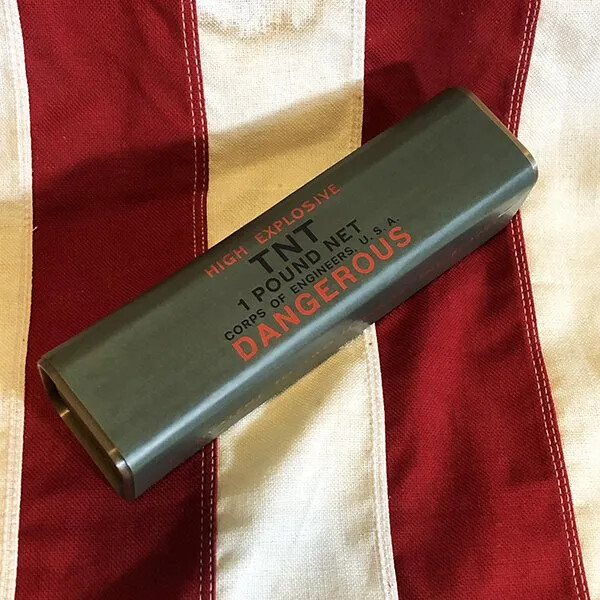 HIGH EXPLOSIVE
TNT
1 POUND NET
CORPS OF ENGINEERS, U.S.A.
DANGEROUS